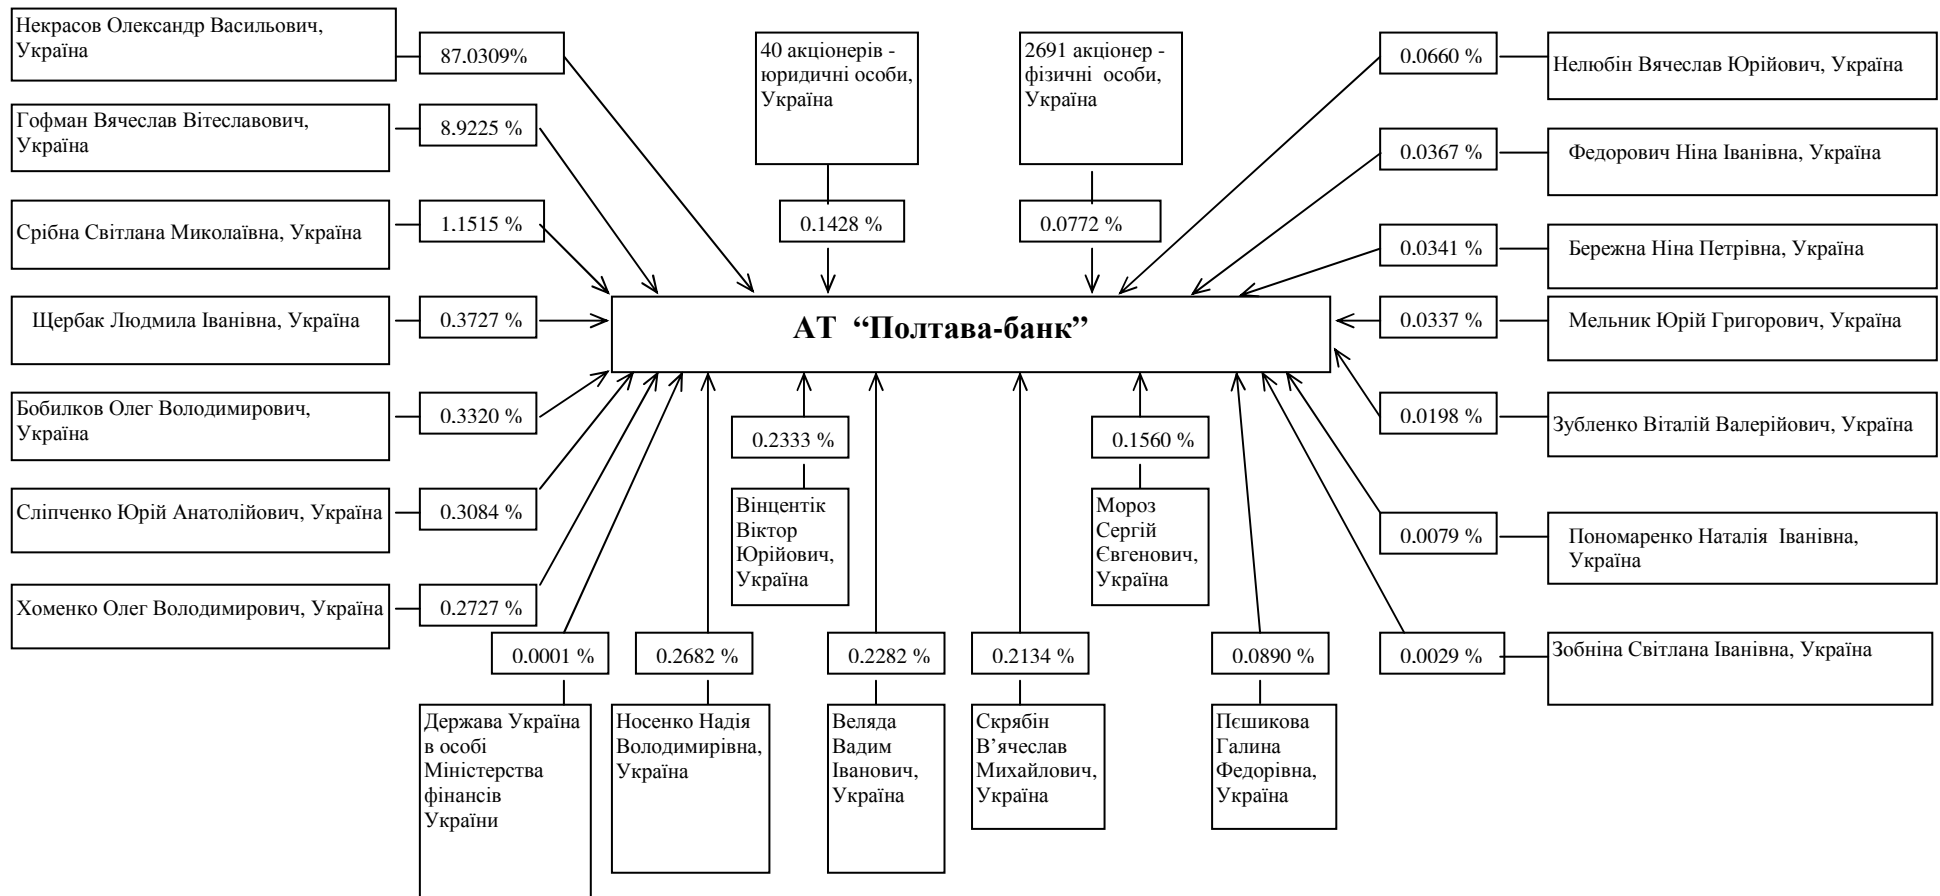 Некрасов Олександр Васильович,
Україна
87.0309%
40 акціонерів -
юридичні особи,
Україна
2691 акціонер -
фізичні особи,
Україна
0.0660 %
Нелюбін Вячеслав Юрійович, Україна
Гофман Вячеслав Вітеславович,
Україна
8.9225 %
0.0367 %
Федорович Ніна Іванівна, Україна
Срібна Світлана Миколаївна, Україна
1.1515 %
0.1428 %
0.0772 %
0.0341 %
Бережна Ніна Петрівна, Україна
Щербак Людмила Іванівна, Україна
0.3727 %
АТ “Полтава-банк”
0.0337 %
Мельник Юрій Григорович, Україна
Бобилков Олег Володимирович,
Україна
0.3320 %
0.2333 %
0.1560 %
0.0198 %
Зубленко Віталій Валерійович, Україна
Сліпченко Юрій Анатолійович, Україна
0.3084 %
Вінцентік
Віктор
Юрійович,
Україна
Мороз
Сергій
Євгенович,
Україна
0.0079 %
Пономаренко Наталія Іванівна,
Україна
Хоменко Олег Володимирович, Україна
0.2727 %
0.0001 %
0.2682 %
0.2282 %
0.2134 %
0.0890 %
0.0029 %
Зобніна Світлана Іванівна, Україна
Держава Україна
в особі
Міністерства
фінансів
України
Носенко Надія
Володимирівна,
Україна
Веляда
Вадим
Іванович,
Україна
Скрябін
В’ячеслав
Михайлович,
Україна
Пєшикова
Галина
Федорівна,
Україна